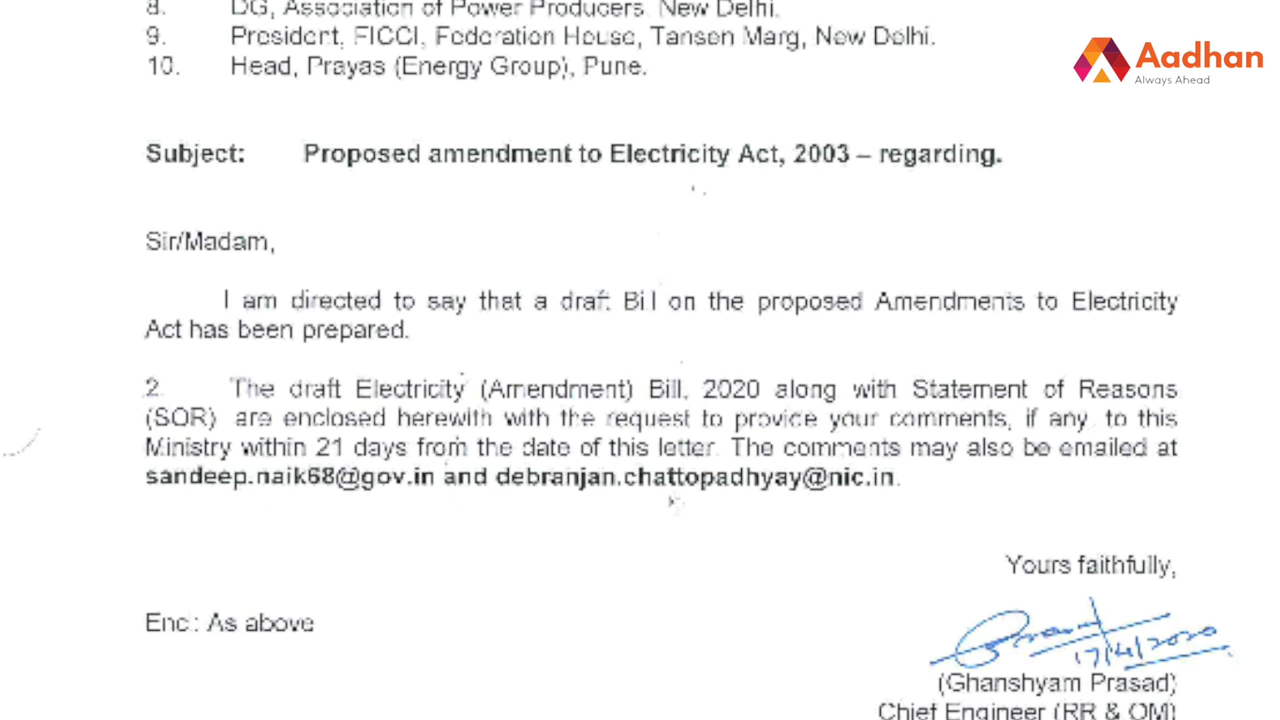 8. DG, Association of Power Producers, New Delhi.
9. President, FICCI, Federation House, Tansen Marg, New Delhi.
10. Head, Prayas (Energy Group), Pune.
Aadhan
Always Ahead
Subject: Proposed amendment to Electricity Act, 2003 – regarding.
Sir/Madam,
I am directed to say that a draft Bill on the proposed Amendments to Electricity
Act has been prepared.
2. The draft Electricity (Amendment) Bill, 2020 along with Statement of Reasons
(SOR) are enclosed herewith with the request to provide your comments, if any, to this
Ministry within 21 days from the date of this letter. The comments may also be emailed at
sandeep.naik68@gov.in and debranjan.chattopadhyay@nic.in.
Yours faithfully,
Encl: As above
17/4/2020
(Ghanshyam Prasad)
Chief Engineer (RR & OM)